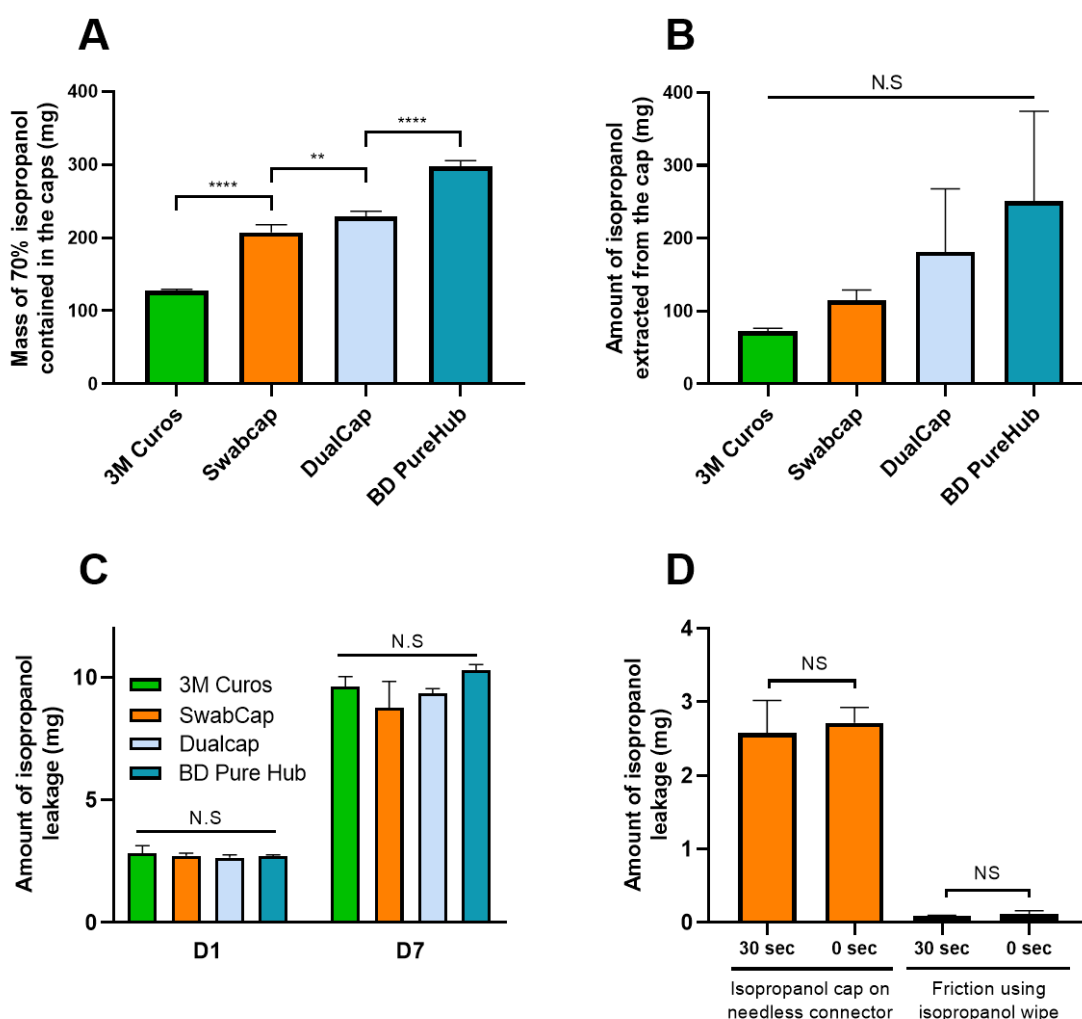 A
Mass of 70% isopropanol
contained in the caps (mg)
400
300
200
100
0
****
**
****
3M Curos
Swabcap
DualCap
BD PureHub
B
Amount of isopropanol
extracted from the cap (mg)
400
300
200
100
0
N.S
3M Curos
Swabcap
DualCap
BD PureHub
C
Amount of isopropanol
leakage (mg)
10
5
0
N.S
N.S
3M Curos
SwabCap
Dualcap
BD Pure Hub
D1
D7
D
Amount of isopropanol
leakage (mg)
4
3
2
1
0
NS
NS
30 sec
0 sec
30 sec
0 sec
Isopropanol cap on
needless connector
Friction using
isopropanol wipe